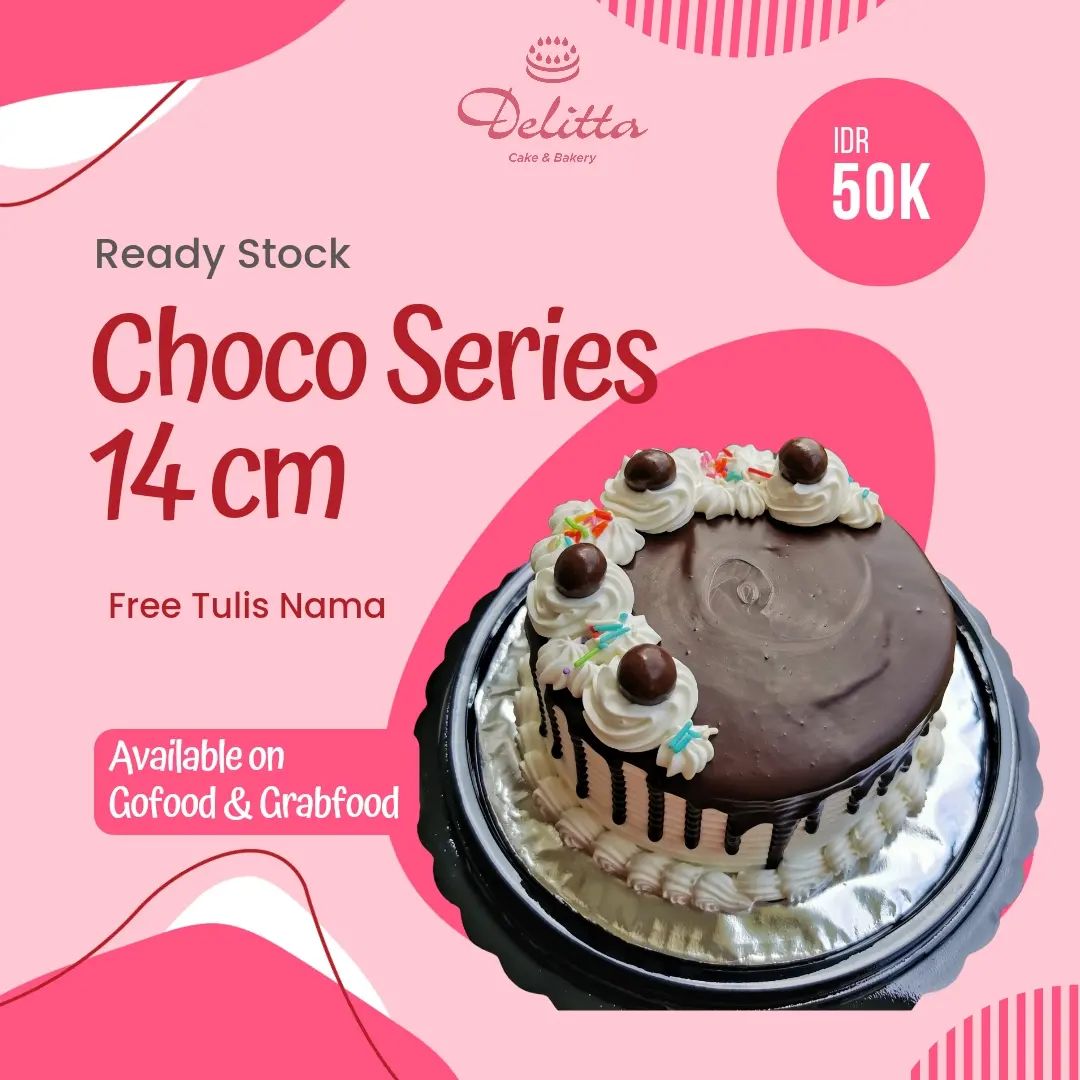 Delitta
Cake & Bakery
IDR
50K
Ready Stock
Choco Series
14 cm
Free Tulis Nama
Available on
Gofood & Grabfood